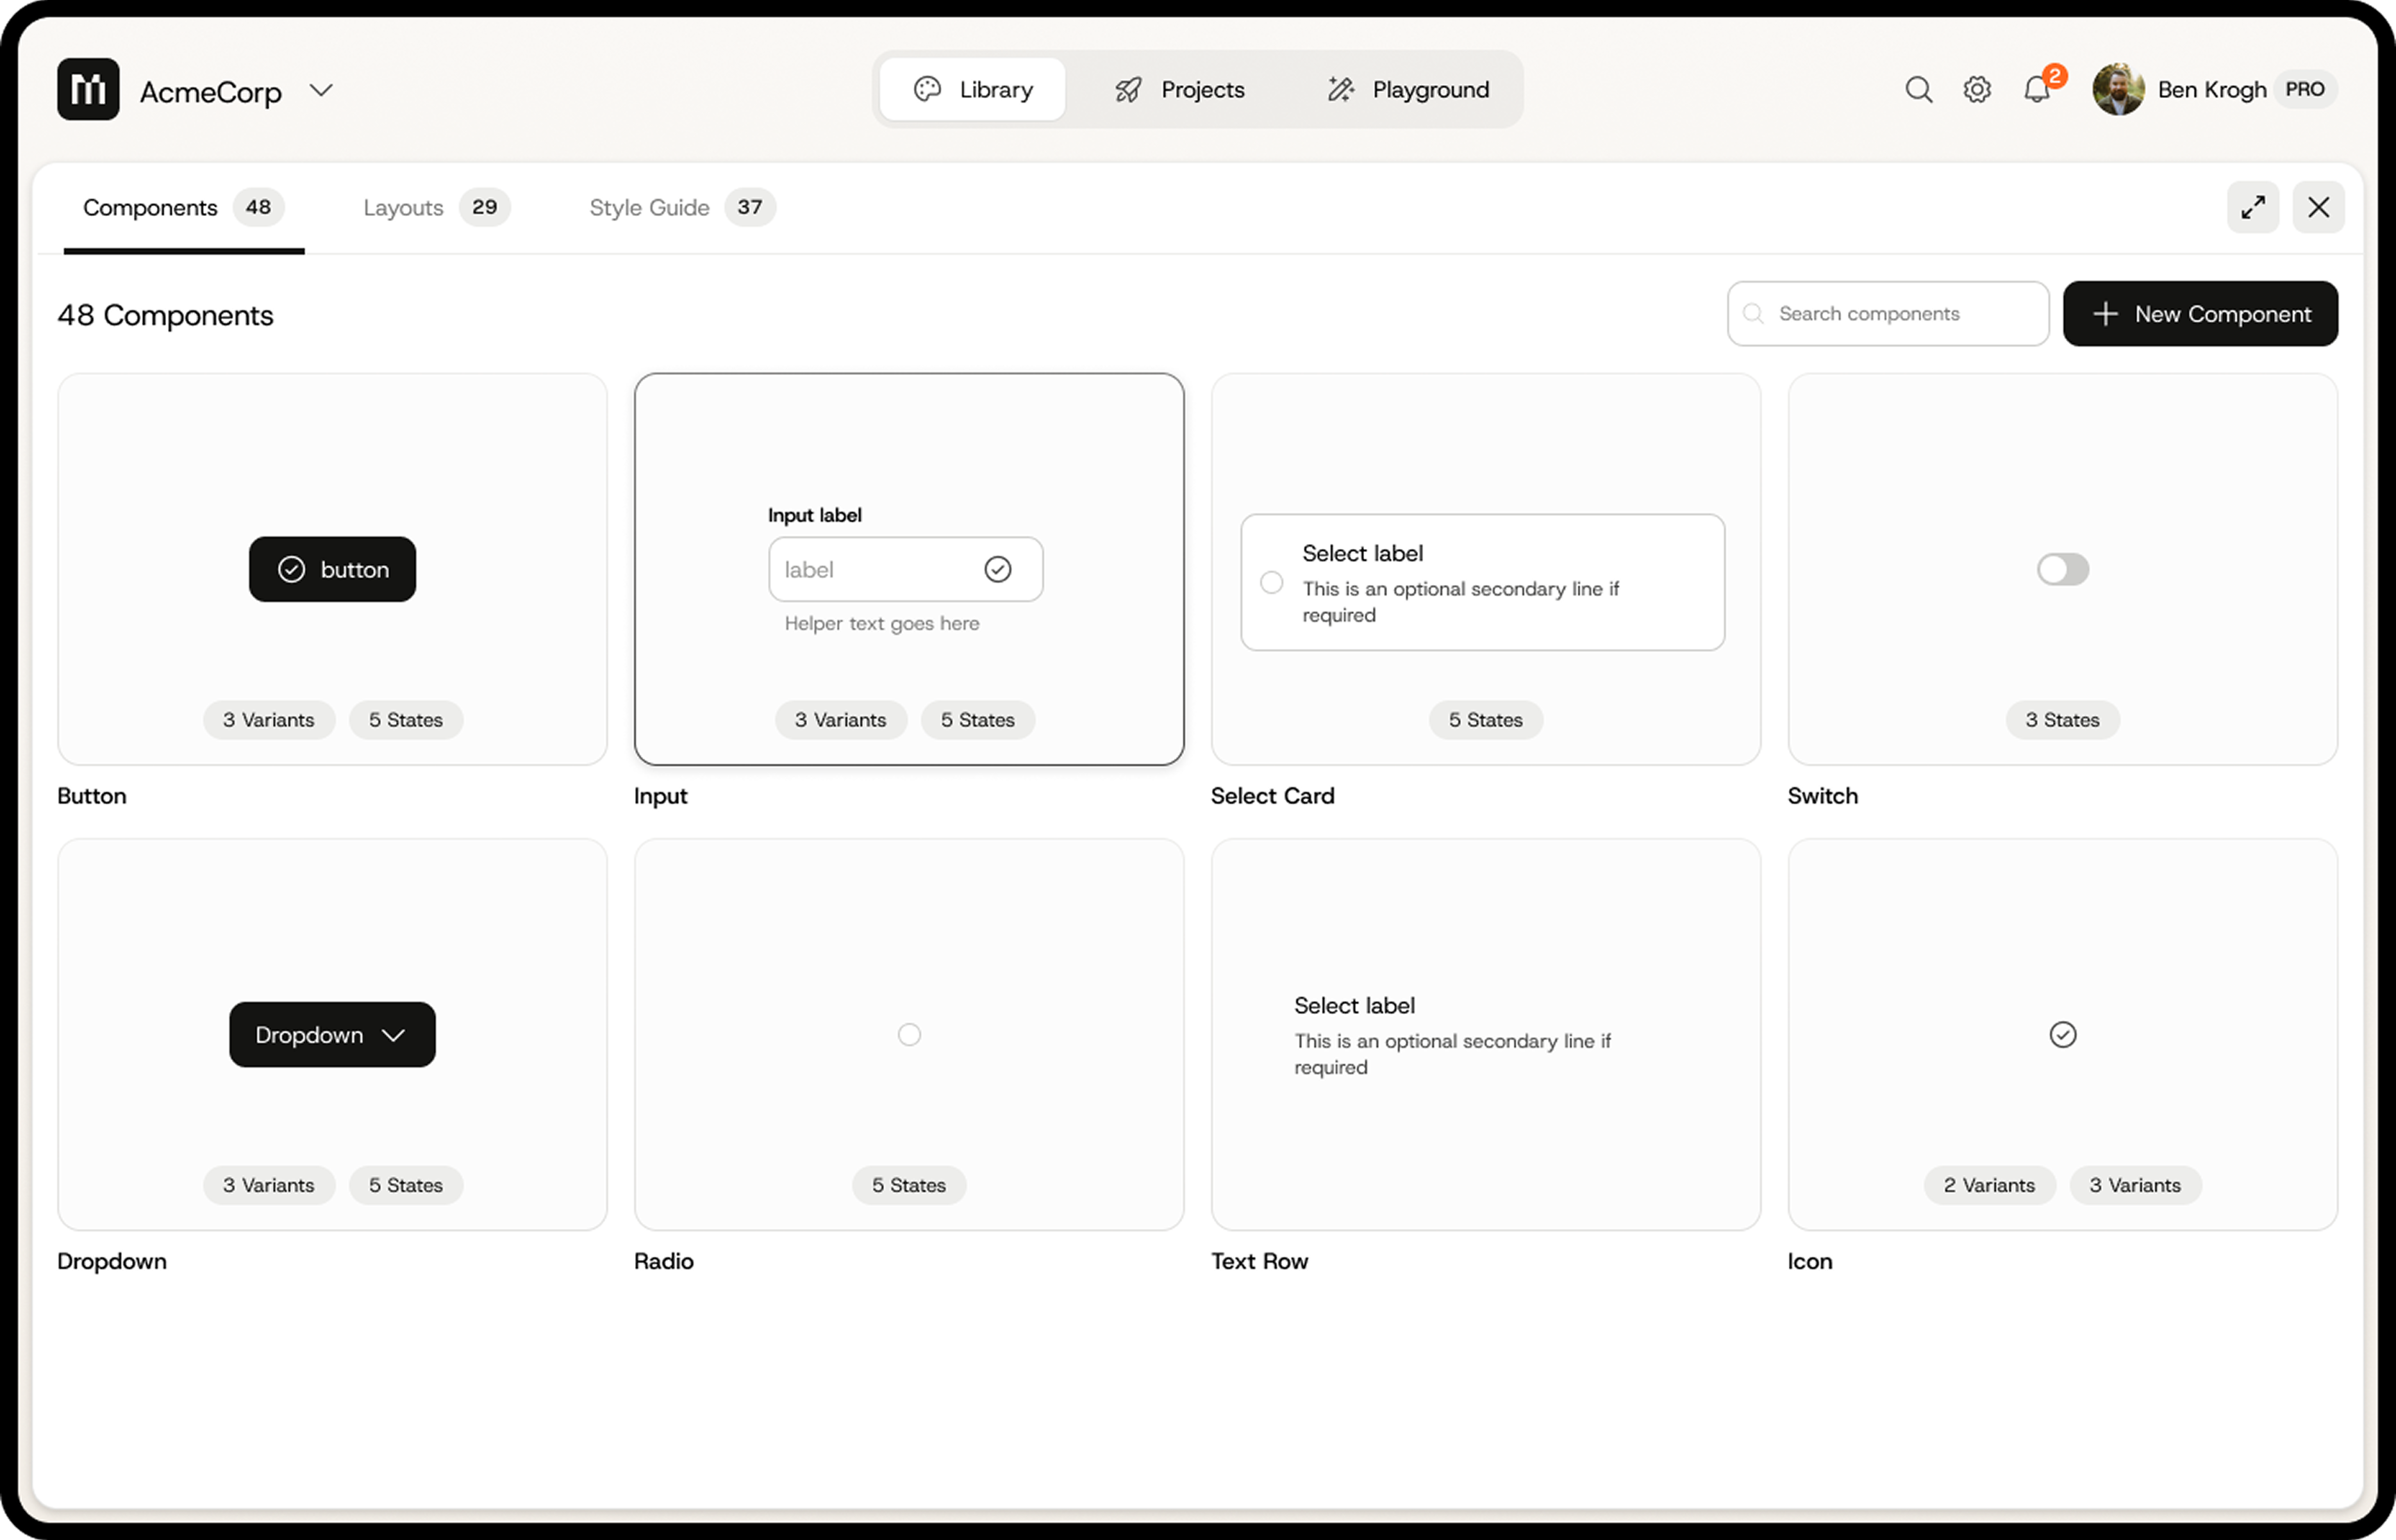 AcmeCorp
Library
Projects
Playground
2
Ben Krogh
PRO
Components 48
Layouts 29
Style Guide 37
48 Components
Search components
New Component
button
3 Variants
5 States
Button
Input label
label
Helper text goes here
3 Variants
5 States
Input
Select label
This is an optional secondary line if
required
5 States
Select Card
3 States
Switch
Dropdown
3 Variants
5 States
Dropdown
5 States
Radio
Select label
This is an optional secondary line if
required
Text Row
2 Variants
3 Variants
Icon